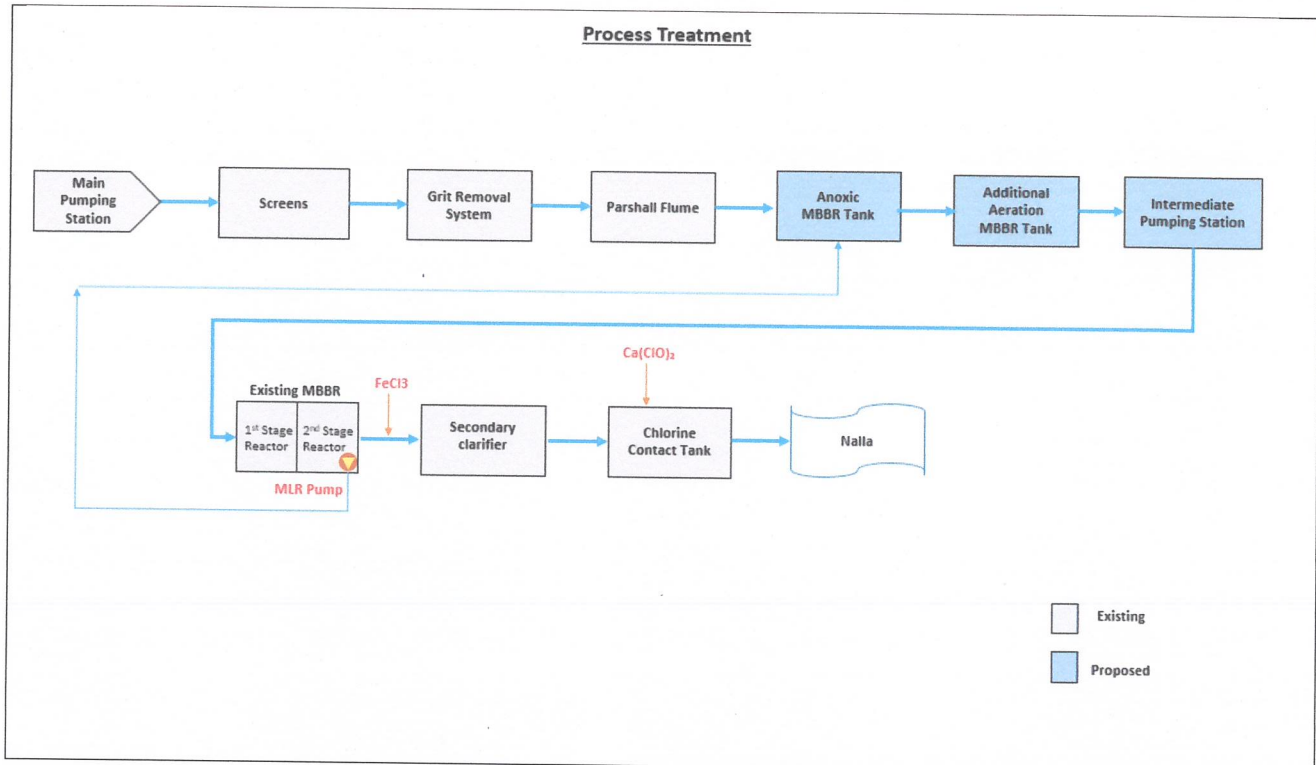 Process Treatment
Main
Pumping
Station
Screens
Grit Removal
System
Parshall Flume
Anoxic
MBBR Tank
Additional
Aeration
MBBR Tank
Intermediate
Pumping Station
Existing MBBR
1st Stage
Reactor
2nd Stage
Reactor
MLR Pump
FeCl3
Secondary
clarifier
Ca(ClO)₂
Chlorine
Contact Tank
Nalla
Existing
Proposed